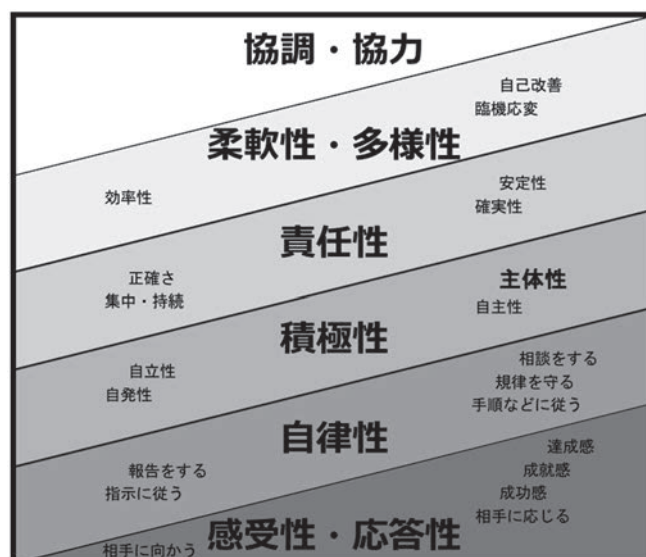 協調・協力
自己改善
臨機応変
柔軟性・多様性
効率性
安定性
確実性
責任性
正確さ
集中・持続
主体性
自主性
積極性
自立性
自発性
相談をする
規律を守る
手順などに従う
自律性
報告をする
指示に従う
達成感
成就感
成功感
相手に応じる
感受性・応答性
相手に向かう